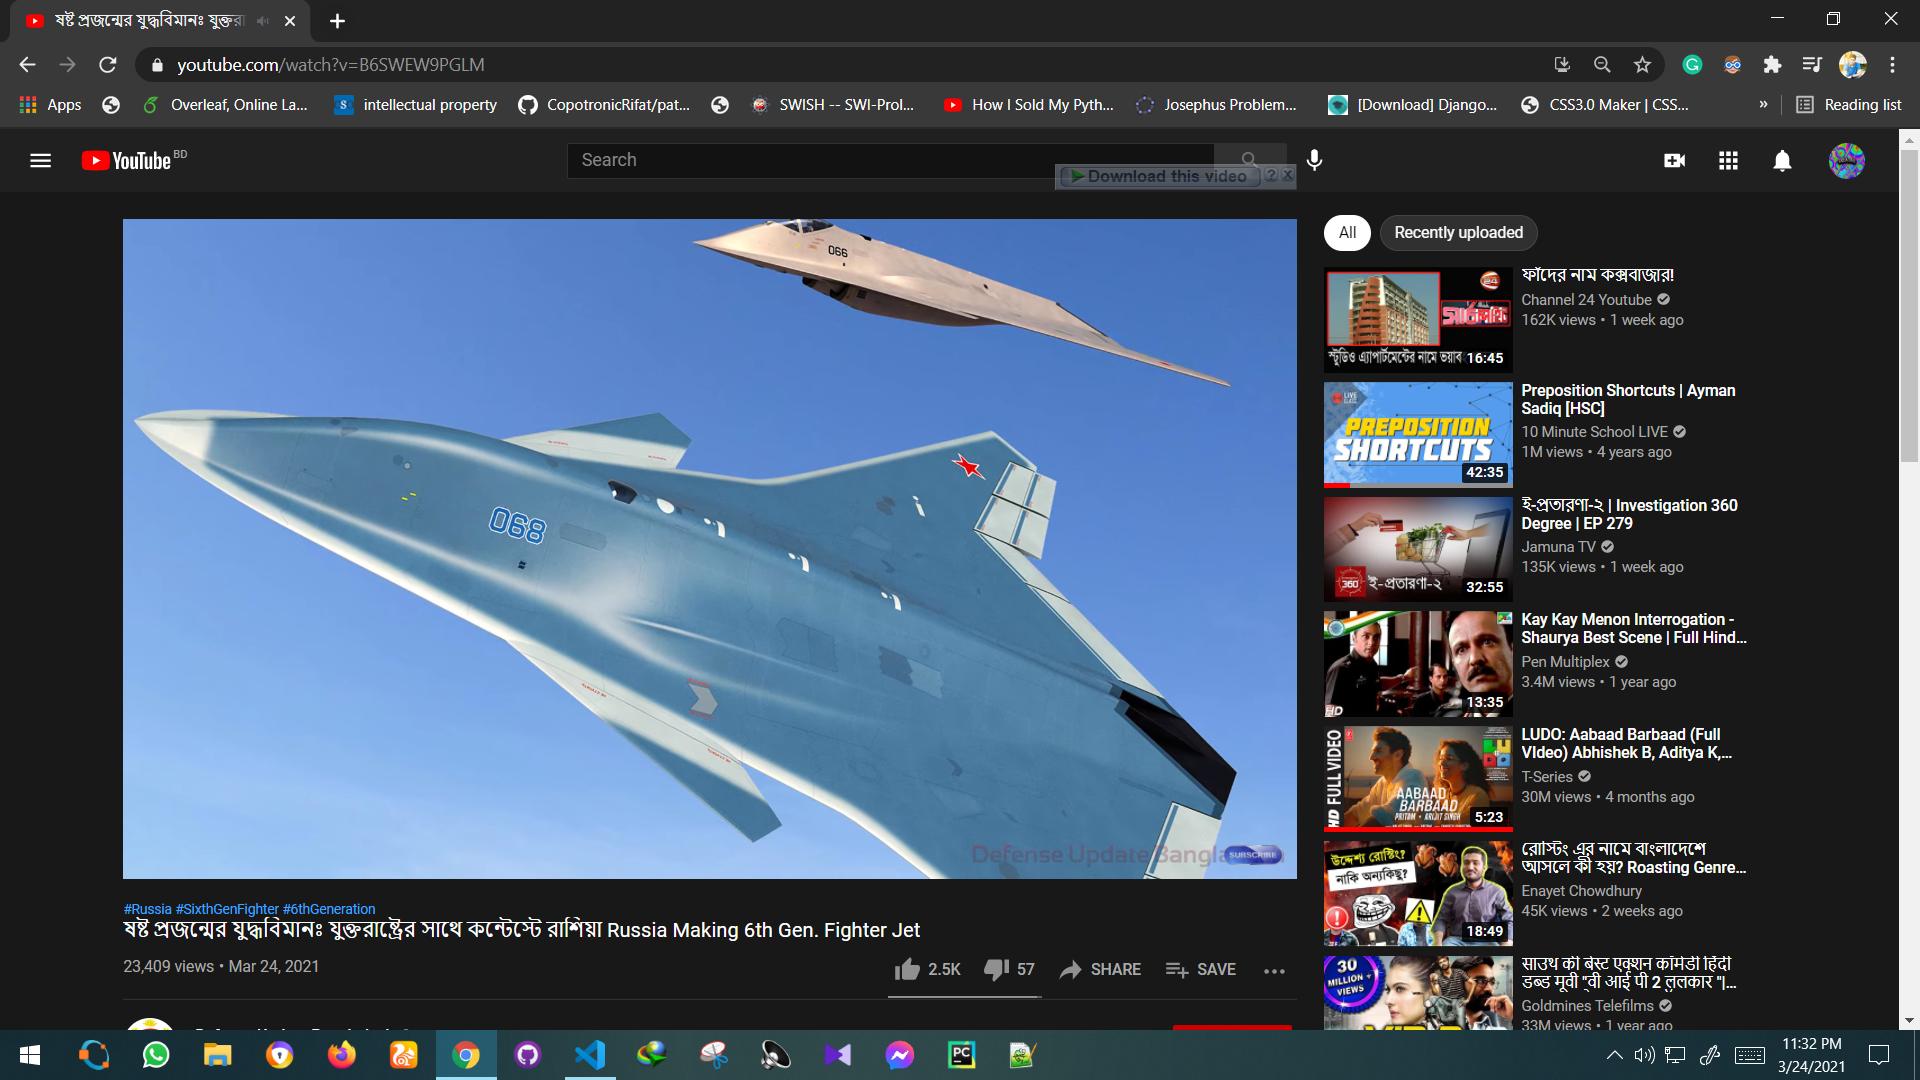 ষষ্ট প্রজন্মের যুদ্ধবিমানঃ যুক্তরা
youtube.com/watch?v=B6SWEW9PGLM
Apps
Overleaf, Online La...
intellectual property
CopotronicRifat/pat...
SWISH -- SWI-Prol...
How I Sold My Pyth...
Josephus Problem...
[Download] Django...
CSS3.0 Maker | CSS...
»
Reading list
YouTube BD
Search
Download this video ? X
066
068
Defense Update Bangla
SUBSCRIBE
#Russia #SixthGenFighter #6thGeneration
ষষ্ট প্রজন্মের যুদ্ধবিমানঃ যুক্তরাষ্ট্রের সাথে কন্টেস্টে রাশিয়া Russia Making 6th Gen. Fighter Jet
23,409 views • Mar 24, 2021
2.5K
57
SHARE
SAVE
All
Recently uploaded
24
সার্চলাইট
স্টুডিও এ্যাপার্টমেন্টের নামে ভয়াব
16:45
ফাঁদের নাম কক্সবাজার!
Channel 24 Youtube
162K views • 1 week ago
LIVE
PREPOSITION
SHORTCUTS
42:35
Preposition Shortcuts | Ayman
Sadiq [HSC]
10 Minute School LIVE
1M views • 4 years ago
360
ই-প্রতারণা-২
32:55
ই-প্রতারণা-২ | Investigation 360
Degree | EP 279
Jamuna TV
135K views • 1 week ago
HD
13:35
Kay Kay Menon Interrogation -
Shaurya Best Scene | Full Hind...
Pen Multiplex
3.4M views • 1 year ago
HD FULL VIDEO
AABAAD
BARBAAD
PRITAM • ARIJIT SINGH
5:23
LUDO: Aabaad Barbaad (Full
VIdeo) Abhishek B, Aditya K,...
T-Series
30M views • 4 months ago
উদ্দেশ্য রোস্টিং?
নাকি অন্যকিছু?
18:49
রোস্টিং এর নামে বাংলাদেশে
আসলে কী হয়? Roasting Genre...
Enayet Chowdhury
45K views • 2 weeks ago
30
MILLION +
VIEWS
साउथ की बेस्ट एक्शन कॉमेडी हिंदी
डब्ड मूवी "वी आई पी 2 लुलकार "|...
Goldmines Telefilms
33M views • 1 year ago
PC
11:32 PM
3/24/2021